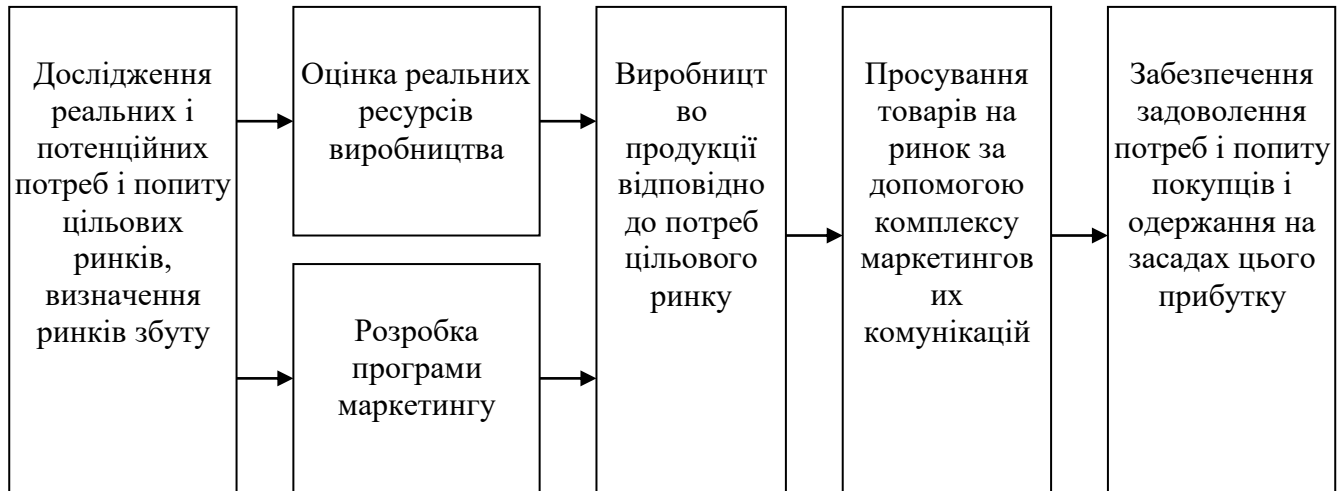 Дослідження
реальних і
потенційних
потреб і попиту
цільових
ринків,
визначення
ринків збуту
Оцінка реальних
ресурсів
виробництва
Розробка
програми
маркетингу
Виробницт
во
продукції
відповідно
до потреб
цільового
ринку
Просування
товарів на
ринок за
допомогою
комплексу
маркетингов
их
комунікацій
Забезпечення
задоволення
потреб і попиту
покупців і
одержання на
засадах цього
прибутку